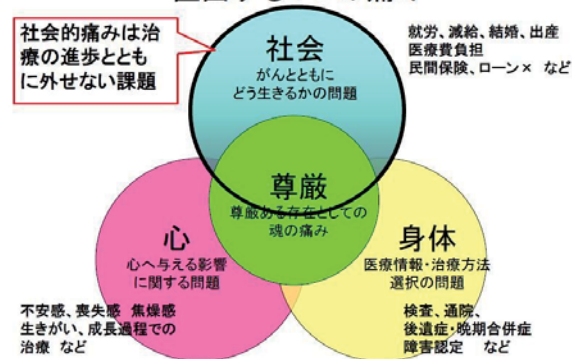 社会的痛みは治
療の進歩ととも
に外せない課題
社会
がんとともに
どう生きるかの問題
就労、減給、結婚、出産
医療費負担
民間保険、ローン× など
尊厳
尊厳ある存在としての
魂の痛み
心
心へ与える影響
に関する問題
不安感、喪失感 焦燥感
生きがい、成長過程での
治療 など
身体
医療情報・治療方法
選択の問題
検査、通院、
後遺症・晩期合併症
障害認定 など